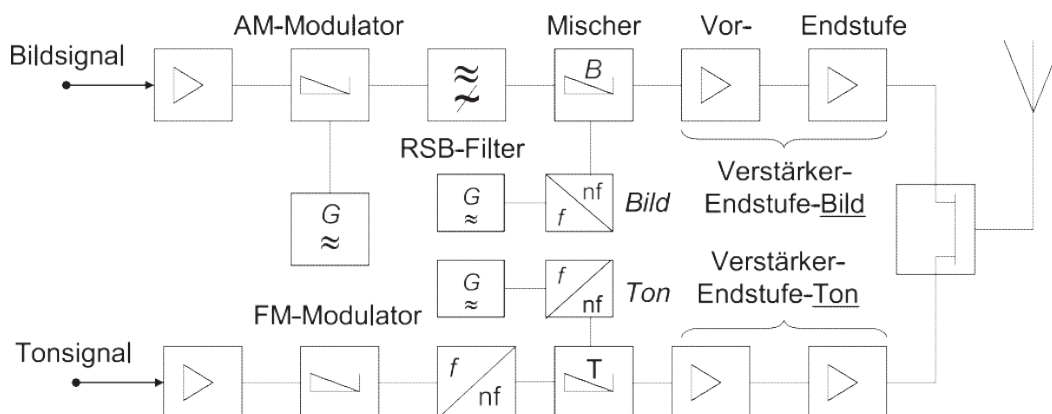 AM-Modulator
Mischer
Vor-
Endstufe
Bildsignal
B
RSB-Filter
G
G
f
nf
Bild
Verstärker-
Endstufe-Bild
G
f
nf
Ton
Verstärker-
Endstufe-Ton
FM-Modulator
Tonsignal
f
nf
T